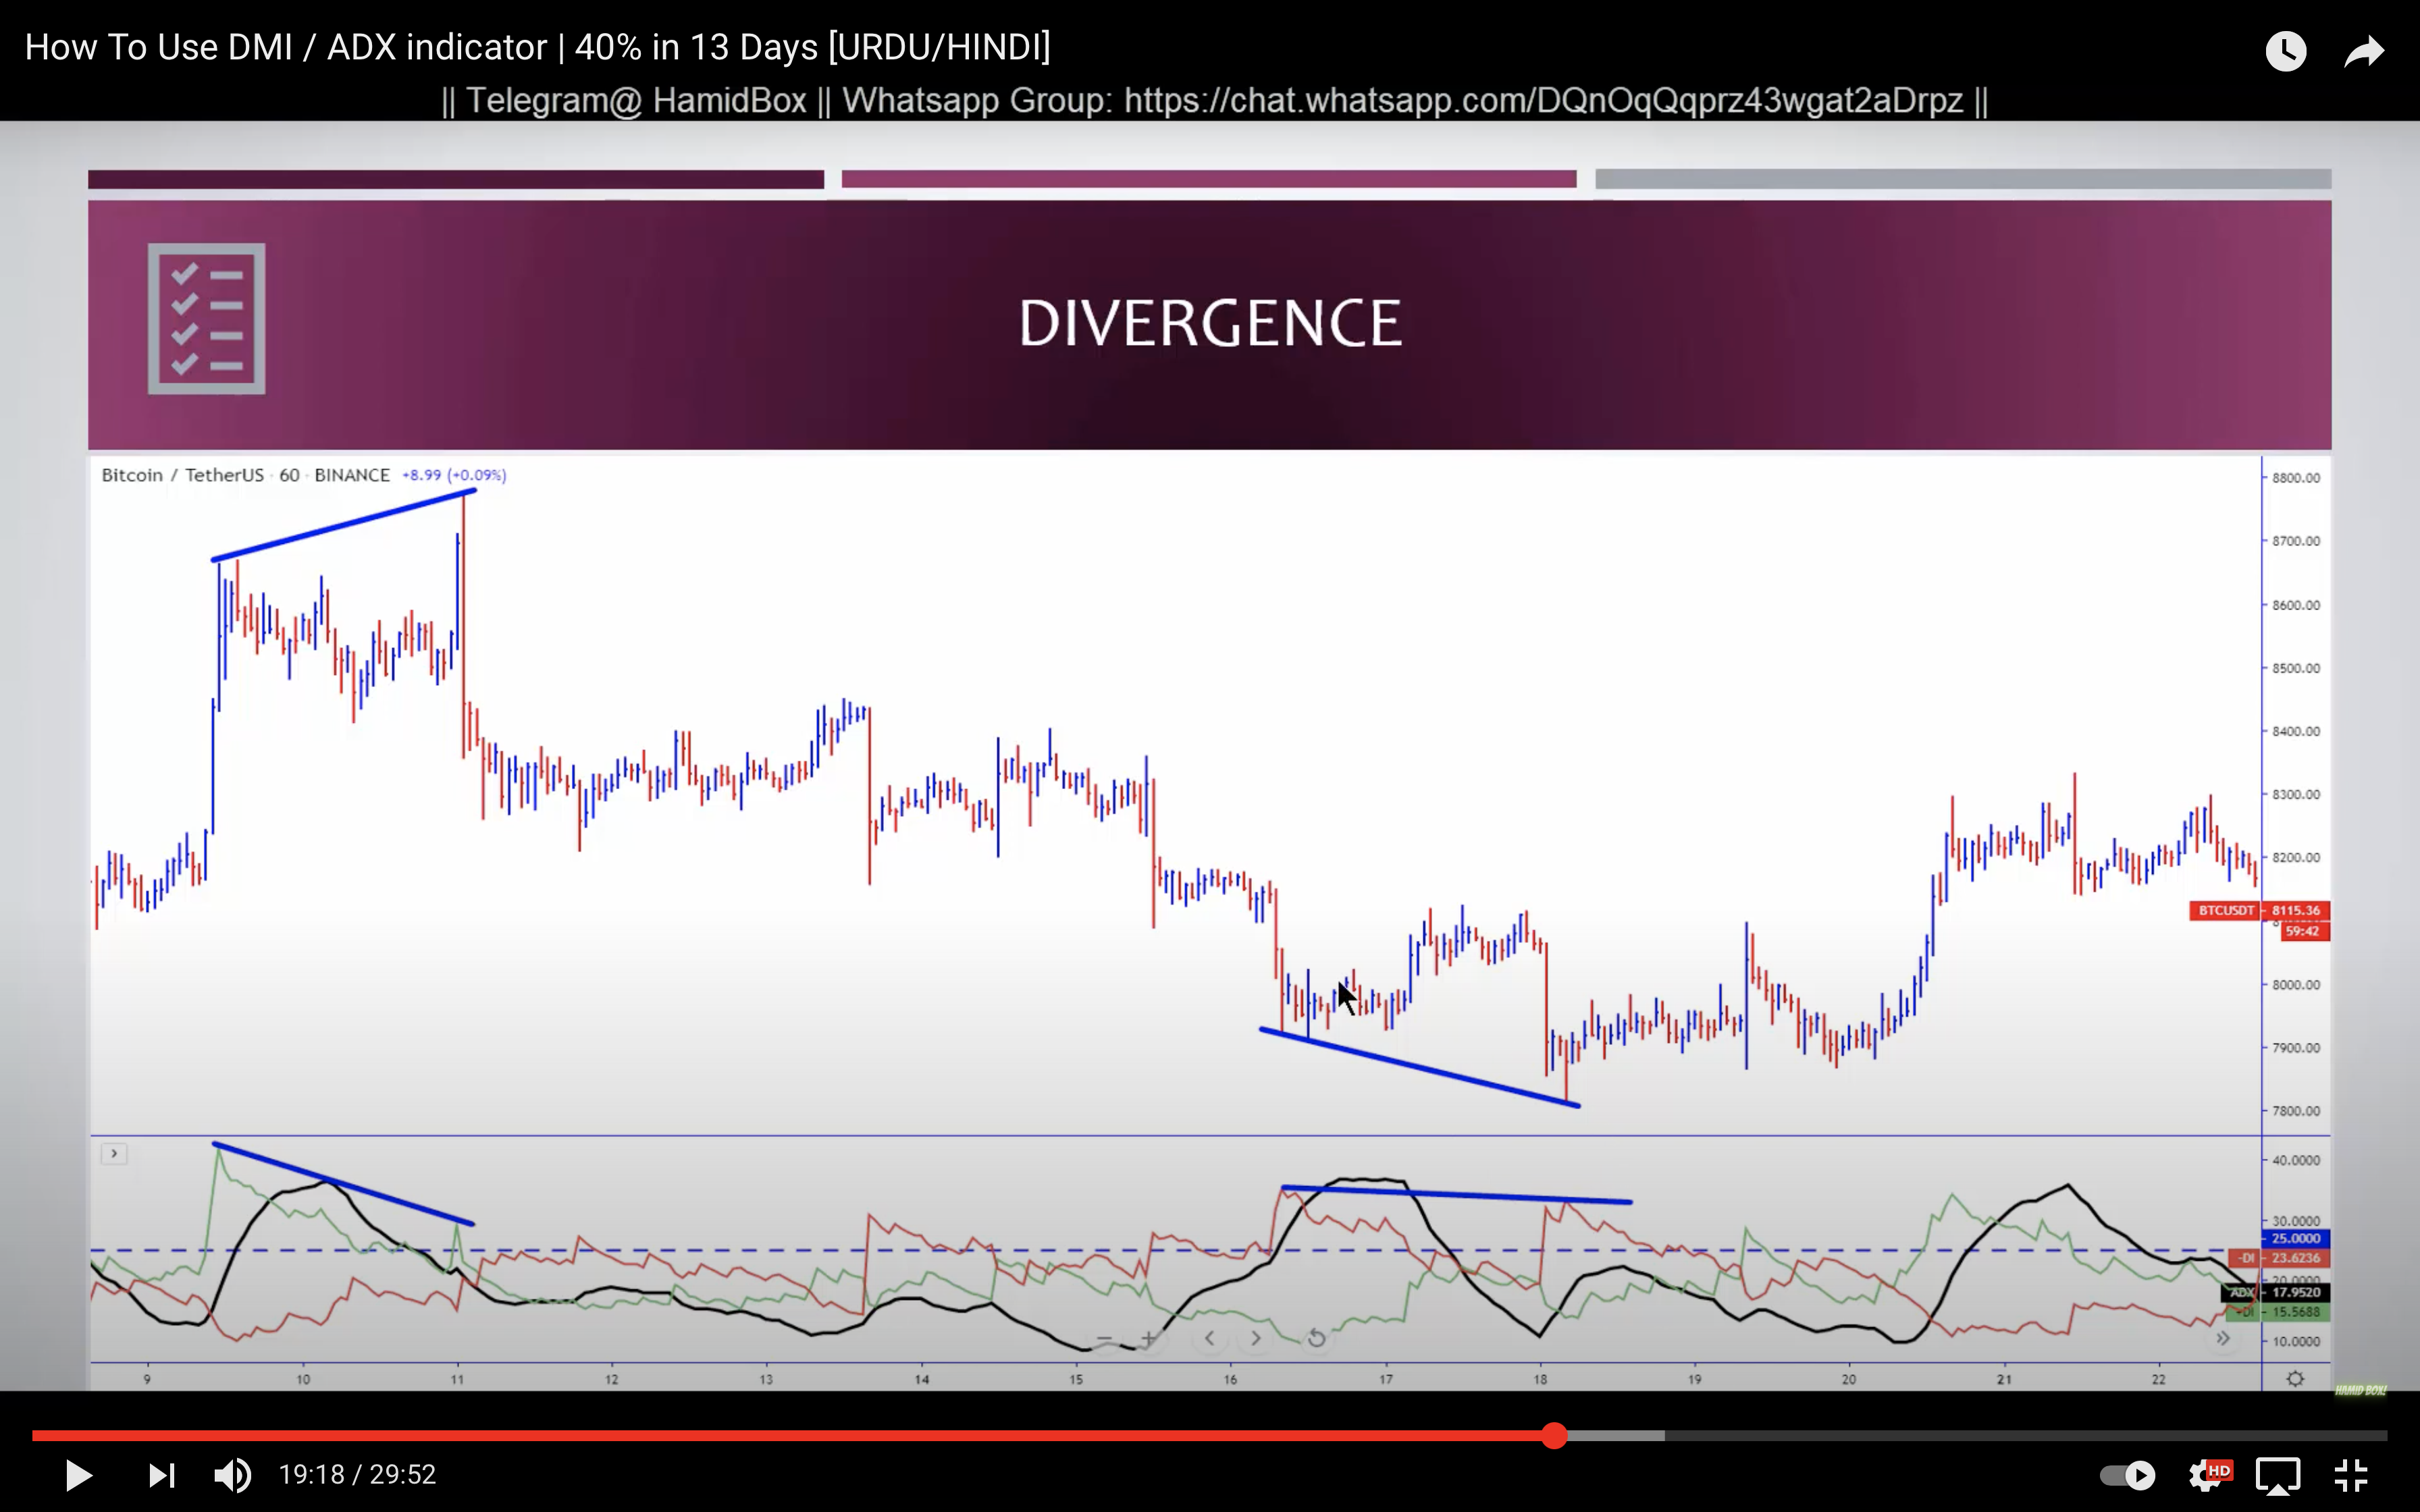 How To Use DMI / ADX indicator | 40% in 13 Days [URDU/HINDI]
|| Telegram@ HamidBox || Whatsapp Group: https://chat.whatsapp.com/DQnOqQqprz43wgat2aDrpz ||
DIVERGENCE
Bitcoin / TetherUS · 60 · BINANCE +8.99 (+0.09%)
8800.00
8700.00
8600.00
8500.00
8400.00
8300.00
8200.00
BTCUSDT 8115.36
59:42
8000.00
7900.00
7800.00
40.0000
30.0000
25.0000
-DI 23.6236
20.0000
ADX 17.9520
+DI 15.5688
10.0000
9 10 11 12 13 14 15 16 17 18 19 20 21 22
HAMID BOX!
19:18 / 29:52
HD